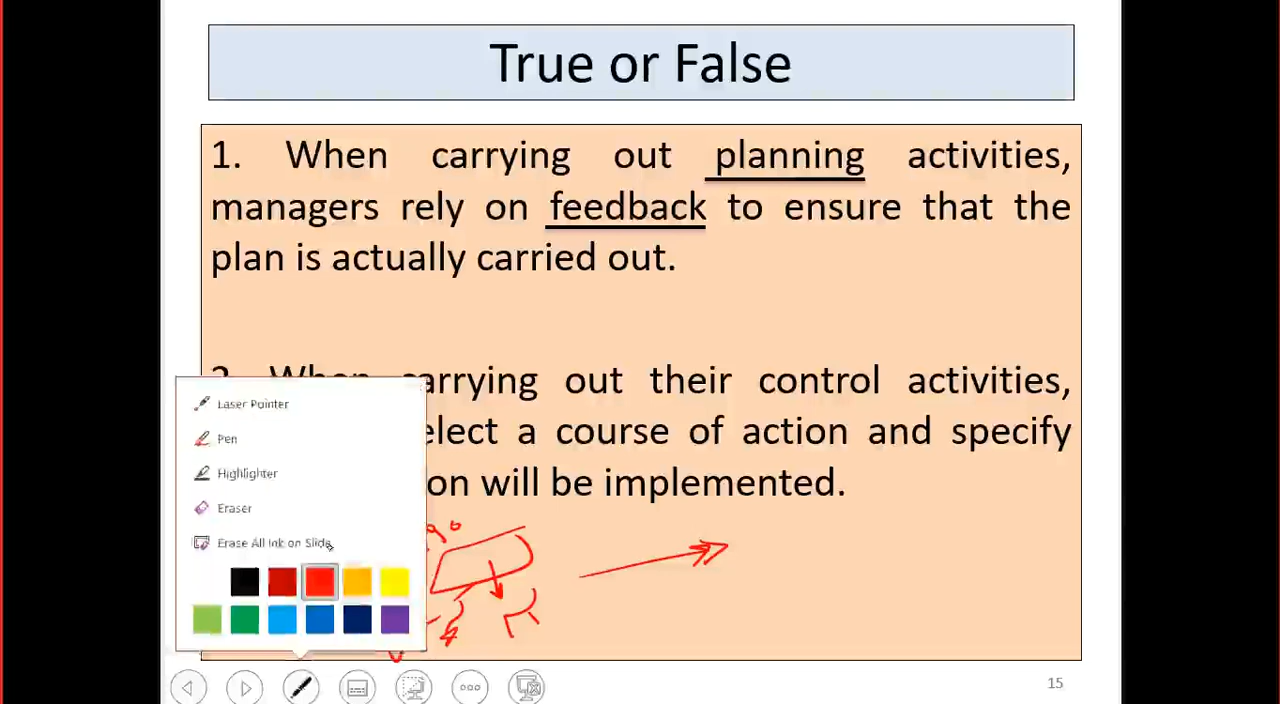 True or False
1. When carrying out planning activities,
managers rely on feedback to ensure that the
plan is actually carried out.
2. When carrying out their control activities,
elect a course of action and specify
on will be implemented.
Laser Pointer
Pen
Highlighter
Eraser
Erase All Ink on Slide
15